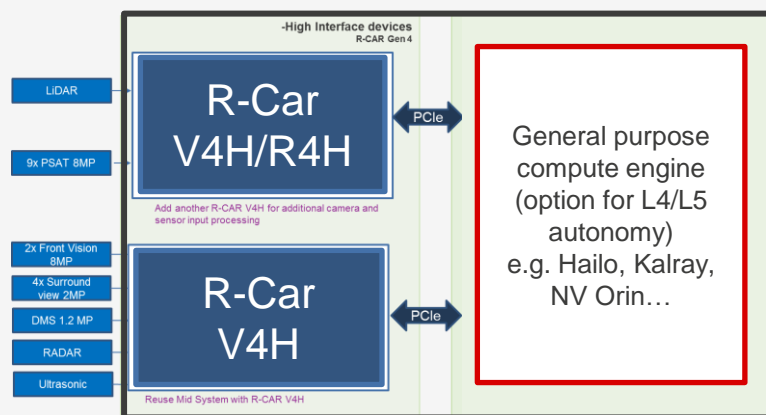 -High Interface devices
R-CAR Gen4
LiDAR
9x PSAT 8MP
R-Car
V4H/R4H
PCIe
Add another R-CAR V4H for additional camera and
sensor input processing
2x Front Vision
8MP
4x Surround
view 2MP
DMS 1.2 MP
RADAR
Ultrasonic
R-Car
V4H
PCIe
Reuse Mid System with R-CAR V4H
General purpose
compute engine
(option for L4/L5
autonomy)
e.g. Hailo, Kalray,
NV Orin…